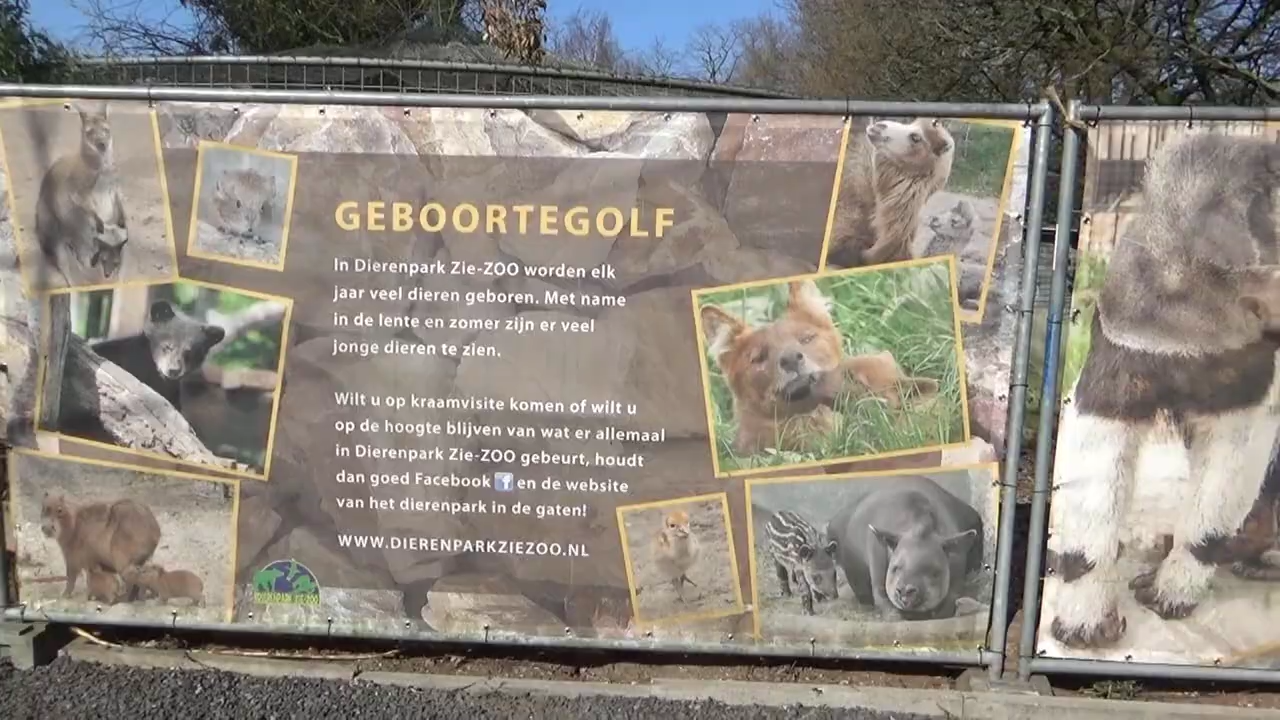 GEBOORTEGOLF
In Dierenpark Zie-ZOO worden elk
jaar veel dieren geboren. Met name
in de lente en zomer zijn er veel
jonge dieren te zien.
Wilt u op kraamvisite komen of wilt u
op de hoogte blijven van wat er allemaal
in Dierenpark Zie-ZOO gebeurt, houdt
dan goed Facebook f en de website
van het dierenpark in de gaten!
WWW.DIERENPARKZIEZOO.NL
DIERENPARK ZIE-ZOO